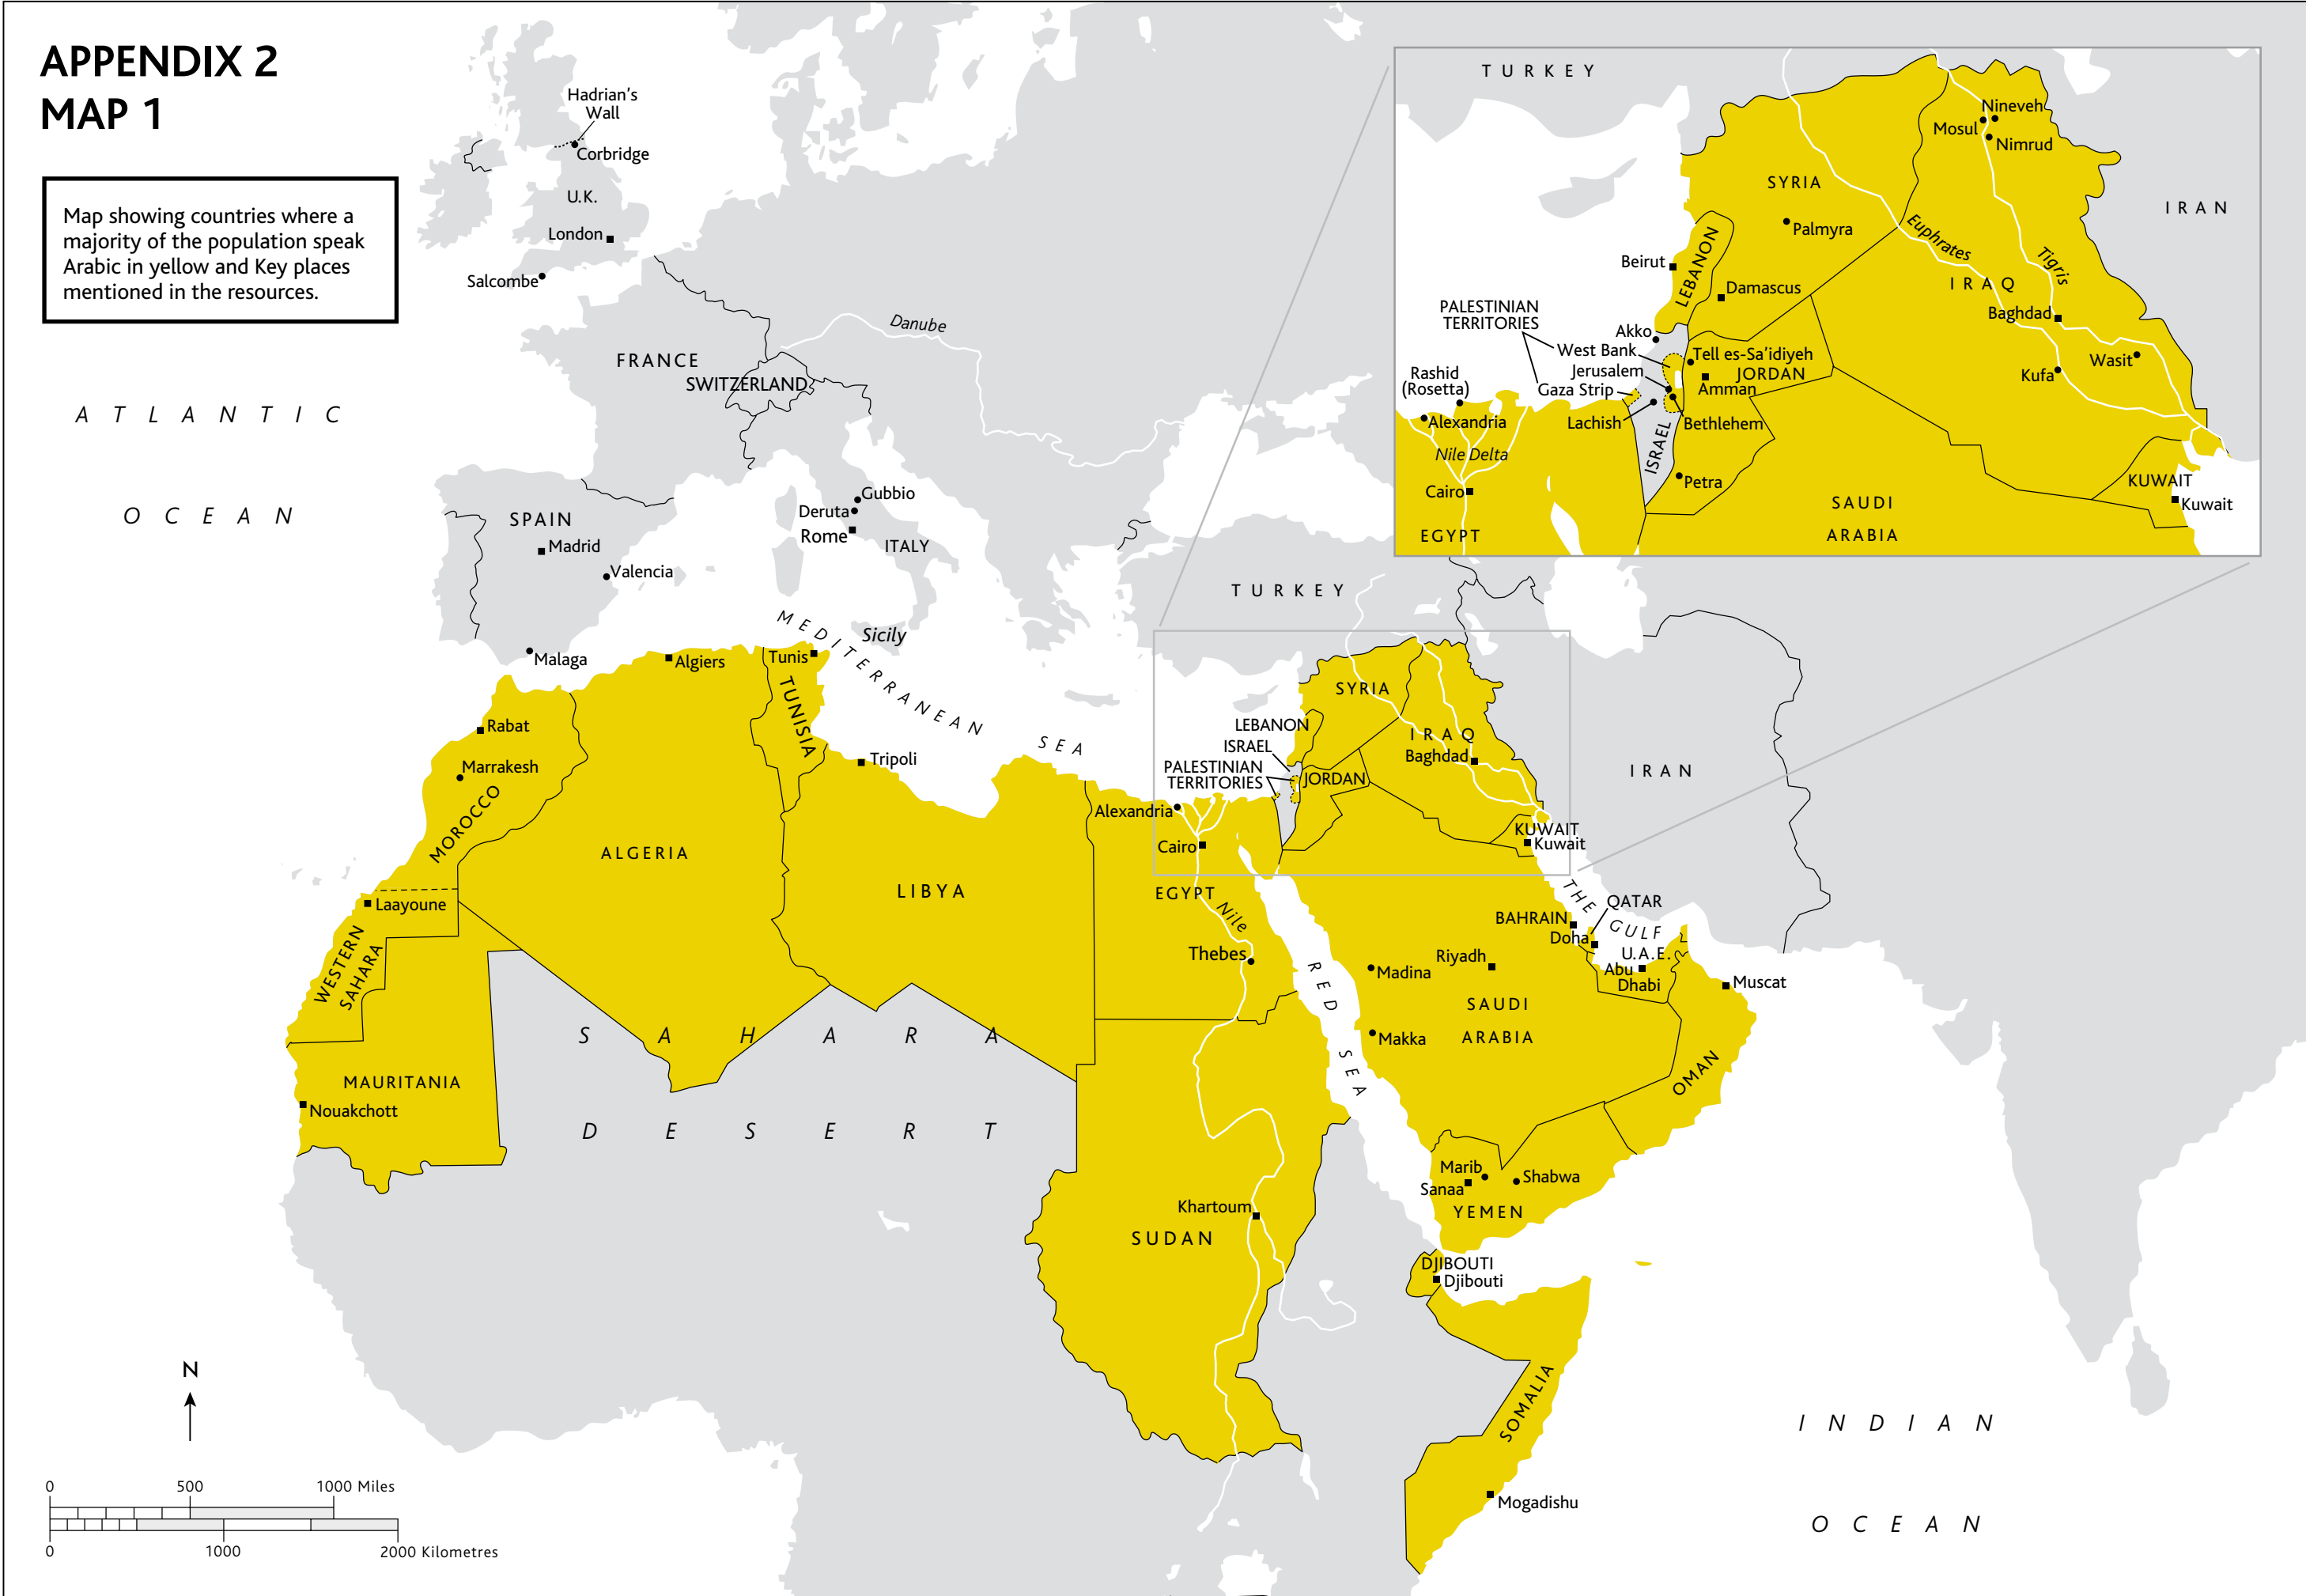 APPENDIX 2
MAP 1
Map showing countries where a
majority of the population speak
Arabic in yellow and Key places
mentioned in the resources.
Hadrian's
Wall
Corbridge
U.K.
London
Salcombe
FRANCE
SWITZERLAND
Danube
ATLANTIC
OCEAN
SPAIN
Madrid
Valencia
Malaga
Gubbio
Deruta
Rome
ITALY
Sicily
MEDITERRANEAN
SEA
TURKEY
TURKEY
Nineveh
Mosul
Nimrud
SYRIA
IRAN
Palmyra
Euphrates
Tigris
Beirut
LEBANON
Damascus
IRAQ
Baghdad
PALESTINIAN
TERRITORIES
Akko
West Bank
Tell es-Sa'idiyeh
Jerusalem
JORDAN
Wasit
Kufa
Rashid
(Rosetta)
Gaza Strip
Amman
Alexandria
Lachish
Bethlehem
Nile Delta
ISRAEL
Petra
KUWAIT
Kuwait
Cairo
SAUDI
ARABIA
EGYPT
Algiers
Tunis
TUNISIA
Tripoli
Rabat
Marrakesh
MOROCCO
ALGERIA
LIBYA
SYRIA
LEBANON
ISRAEL
PALESTINIAN
TERRITORIES
JORDAN
IRAQ
Baghdad
IRAN
Alexandria
Cairo
KUWAIT
Kuwait
EGYPT
Nile
Thebes
Laayoune
WESTERN
SAHARA
THE GULF
QATAR
BAHRAIN
Doha
U.A.E.
Abu
Dhabi
Muscat
Riyadh
Madina
SAUDI
ARABIA
Makka
RED SEA
OMAN
SAHARA
DESERT
MAURITANIA
Nouakchott
Marib
Sanaa
Shabwa
YEMEN
Khartoum
SUDAN
DJIBOUTI
Djibouti
SOMALIA
Mogadishu
INDIAN
OCEAN
N
0 500 1000 Miles
0 1000 2000 Kilometres